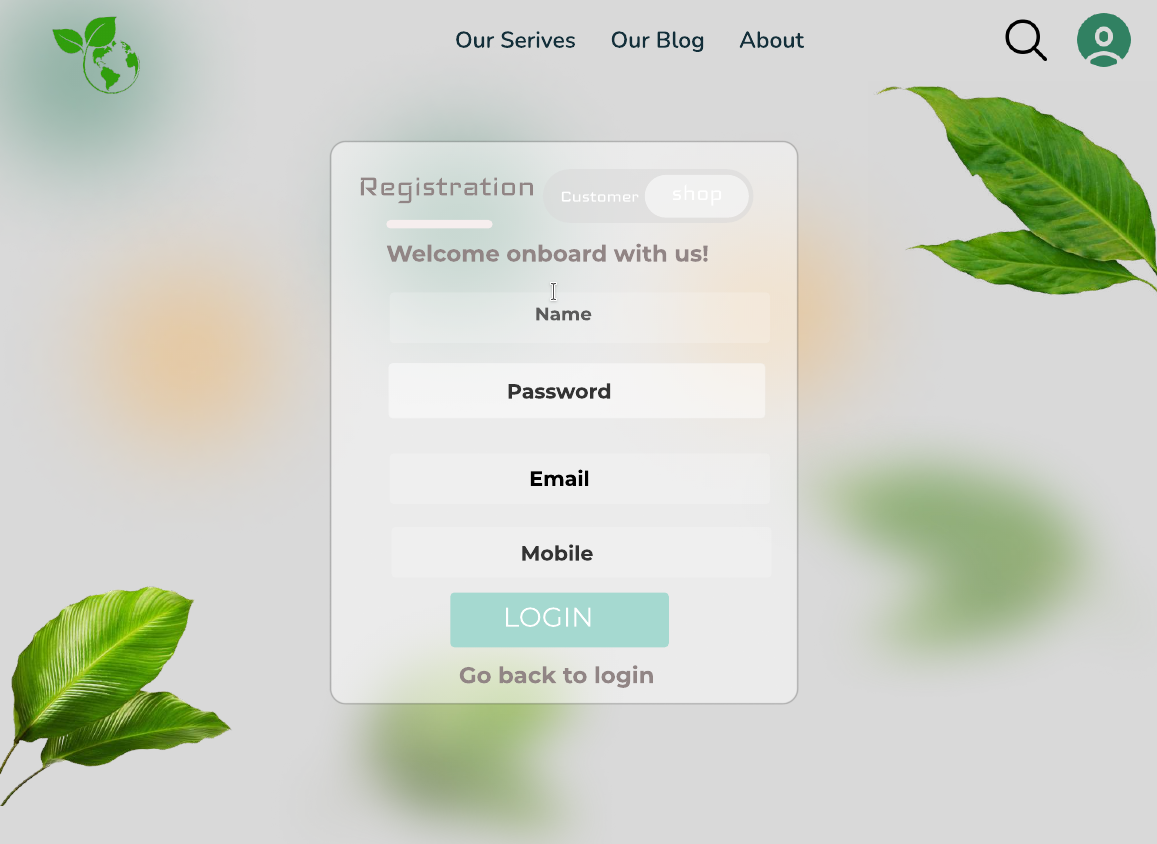 Our Serives Our Blog About
Registration Customer shop
Welcome onboard with us!
Name
Password
Email
Mobile
LOGIN
Go back to login